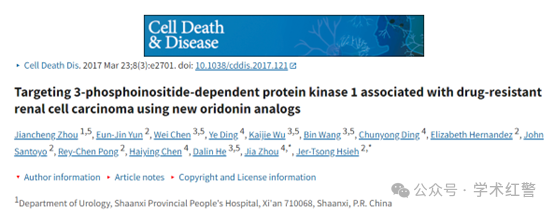 Cell Death
& Disease
▸ Cell Death Dis. 2017 Mar 23;8(3):e2701. doi: 10.1038/cddis.2017.121
Targeting 3-phosphoinositide-dependent protein kinase 1 associated with drug-resistant
renal cell carcinoma using new oridonin analogs
Jiancheng Zhou 1,5, Eun-Jin Yun 2, Wei Chen 3,5, Ye Ding 4, Kaijie Wu 3,5, Bin Wang 3,5, Chunyong Ding 4, Elizabeth Hernandez 2, John
Santoyo 2, Rey-Chen Pong 2, Haiying Chen 4, Dalin He 3,5, Jia Zhou 4,*, Jer-Tsong Hsieh 2,*
▸ Author information ▸ Article notes ▸ Copyright and License information
1Department of Urology, Shaanxi Provincial People's Hospital, Xi'an 710068, Shaanxi, P.R. China
公众号 · 学术红警